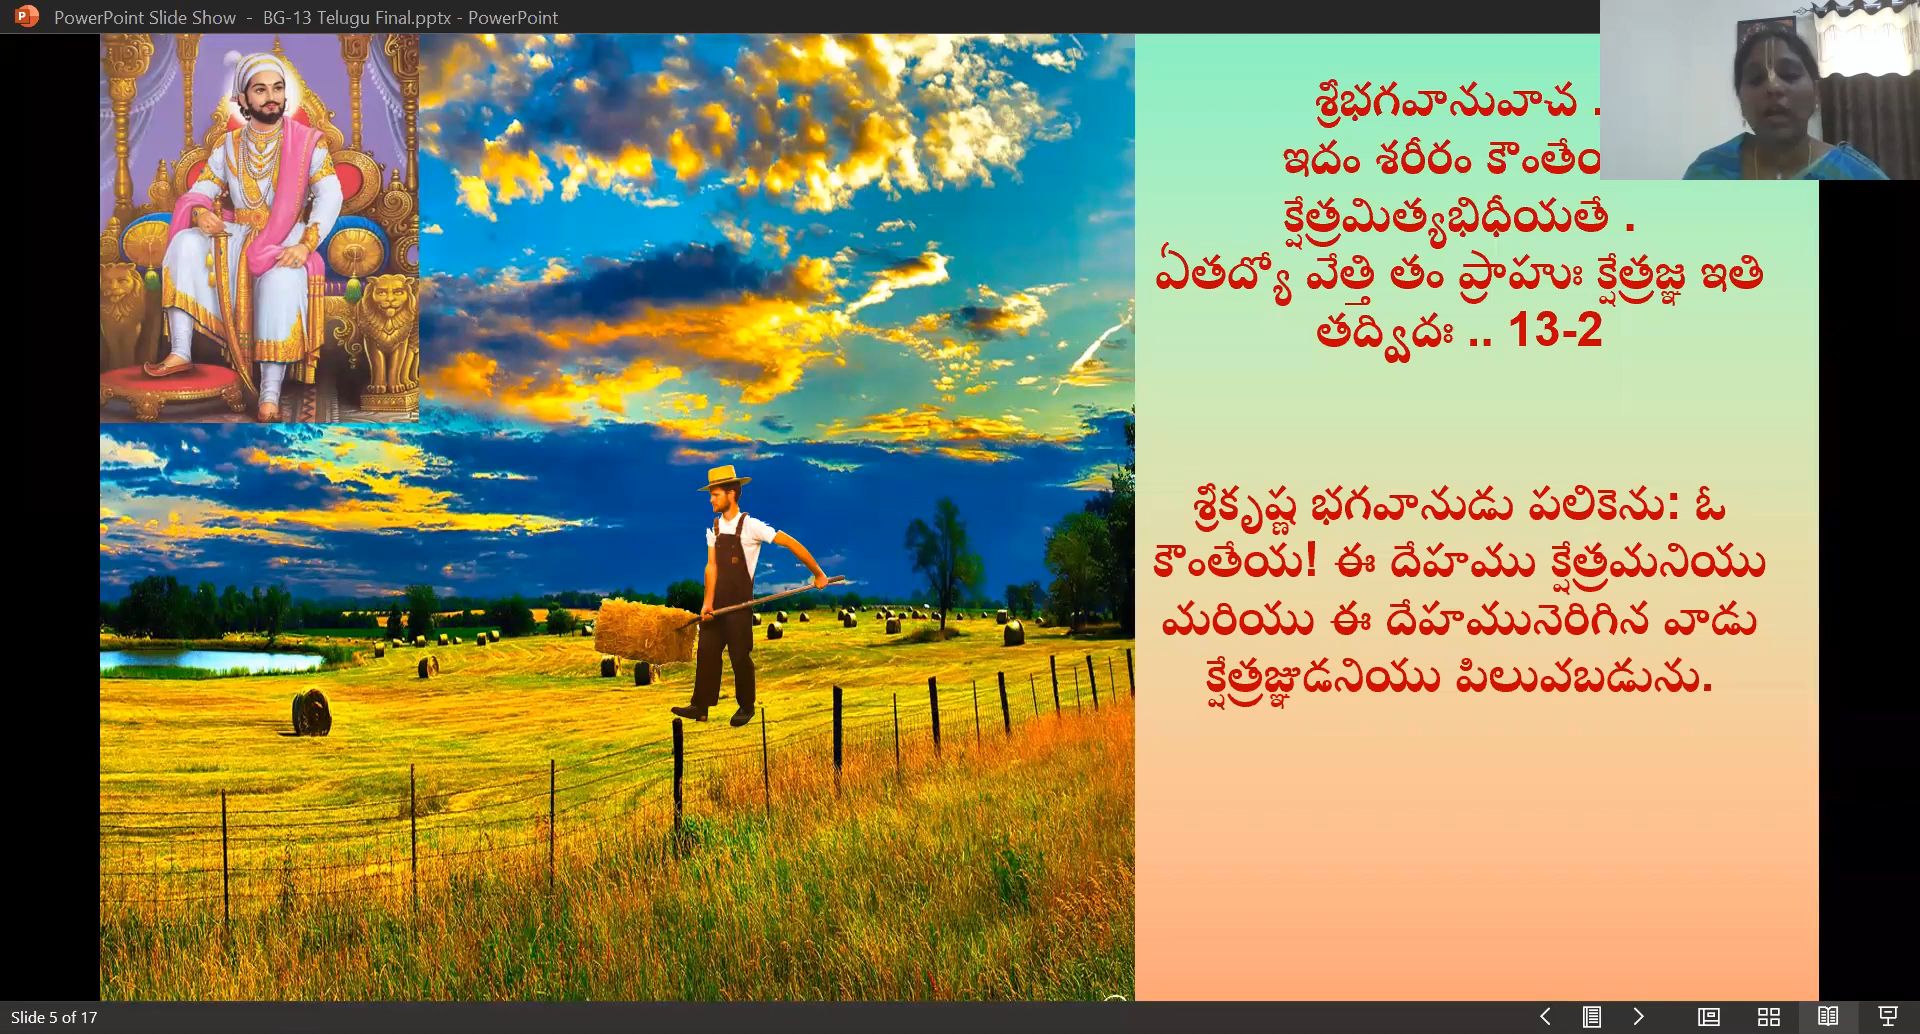 PowerPoint Slide Show - BG-13 Telugu Final.pptx - PowerPoint
శ్రీభగవానువాచ .
ఇదం శరీరం
క్షేత్రమిత్యభిధీయతే .
ఏతద్యో వేత్తి తం ప్రాహుః క్షేత్రజ్ఞ ఇతి
తద్విదః .. 13-2
శ్రీకృష్ణ భగవానుడు పలికెను: ఓ
కౌంతేయ! ఈ దేహము క్షేత్రమనియు
మరియు ఈ దేహమునెరిగిన వాడు
క్షేత్రజ్ఞుడనియు పిలువబడును.
Slide 5 of 17